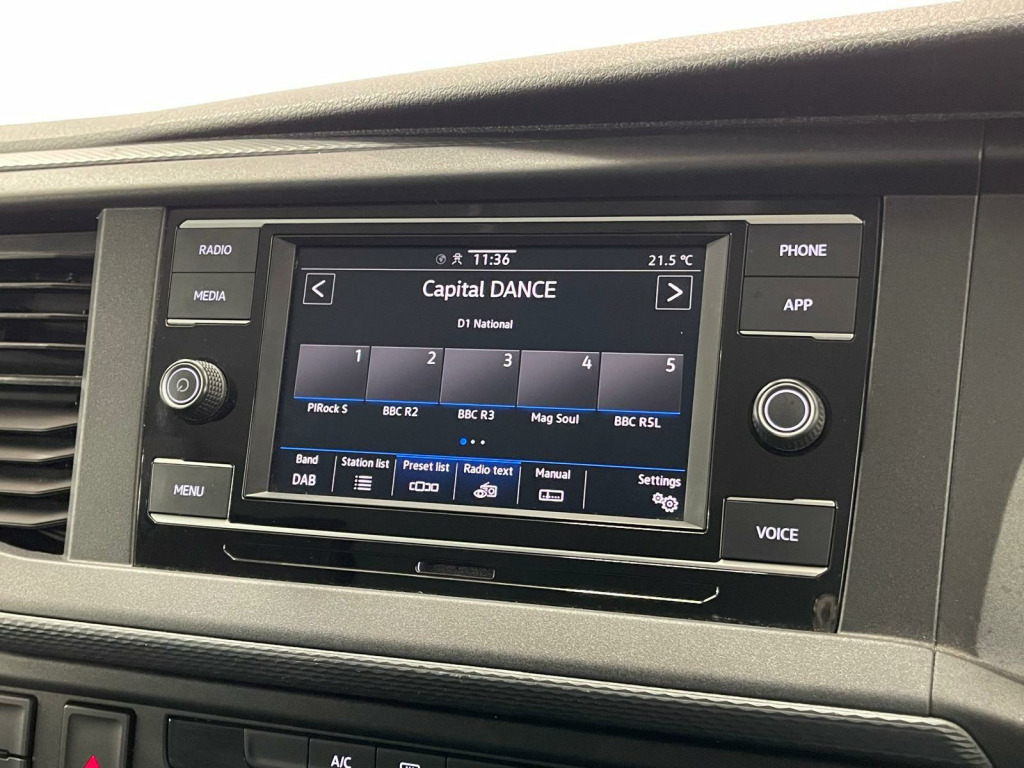 RADIO
MEDIA
MENU
11:36
21.5 °C
<
Capital DANCE
>
D1 National
1 2 3 4 5
PlRock S BBC R2 BBC R3 Mag Soul BBC R5L
Band Station list Preset list Radio text Manual Settings
DAB
PHONE
APP
VOICE
A/C